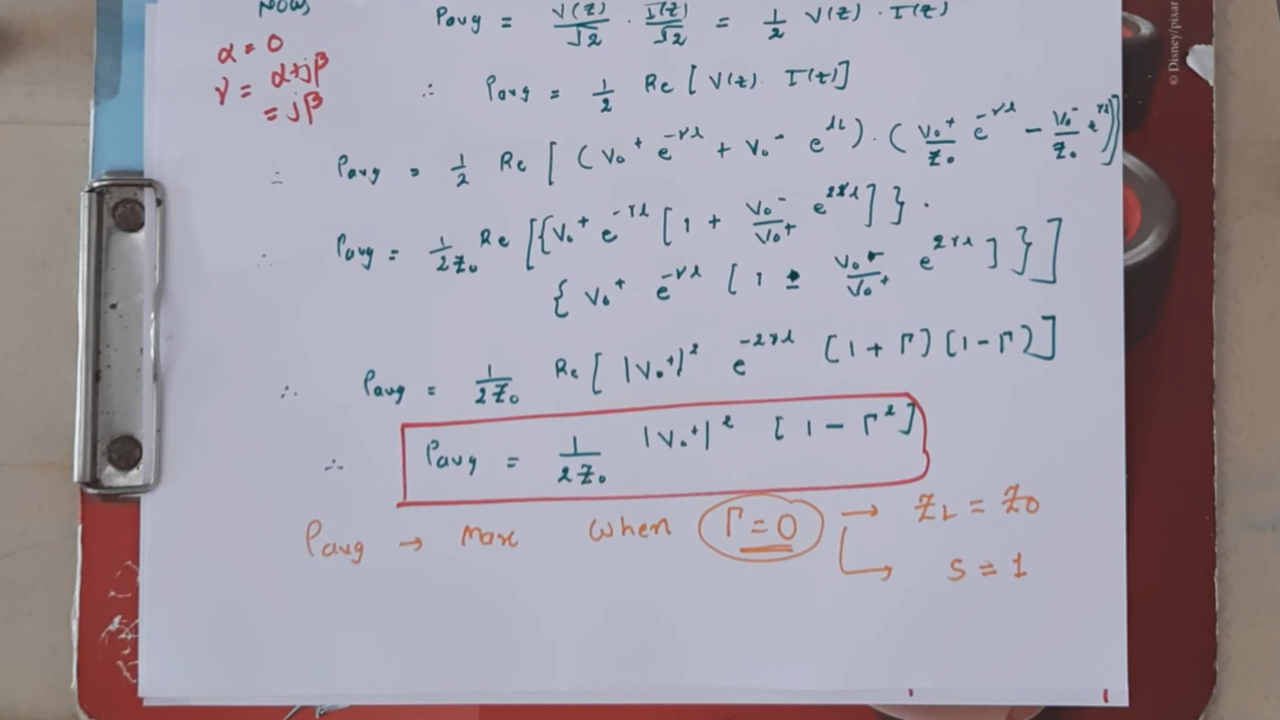 Now
Pavg = V(z)/√2 · I(z)/√2 = 1/2 V(z) · I(z)
α = 0
γ = α+jβ
= jβ
∴ Pavg = 1/2 Re [ V(z) · I(z) ]
∴ Pavg = 1/2 Re [ (V₀⁺ e^{-γl} + V₀⁻ e^{γl}) · (V₀⁺/Z₀ e^{-γl} − V₀⁻/Z₀ e^{γl}) ]
∴ Pavg = 1/2Z₀ Re [ { V₀⁺ e^{-γl} [ 1 + V₀⁻/V₀⁺ e^{2γl} ] } ·
{ V₀⁺ e^{-γl} [ 1 − V₀⁻/V₀⁺ e^{2γl} ] } ]
∴ Pavg = 1/2Z₀ Re [ |V₀⁺|² e^{-2γl} (1 + Γ) (1 − Γ) ]
∴ Pavg = 1/2Z₀ |V₀⁺|² [ 1 − Γ² ]
Pavg → Max when Γ = 0 → ZL = Z0
→ S = 1
© Disney/Pixar